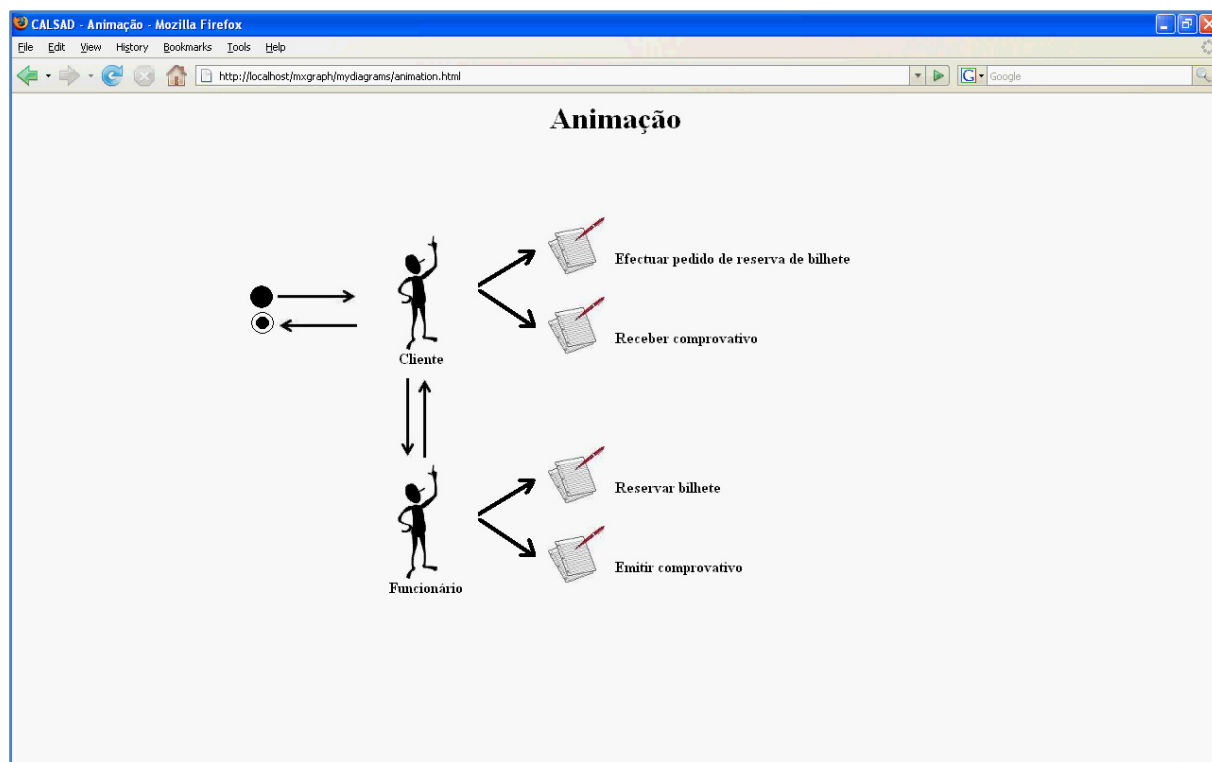 CALSAD - Animação - Mozilla Firefox
File Edit View History Bookmarks Tools Help
http://localhost/mxgraph/mydiagrams/animation.html
G Google
Animação
Efectuar pedido de reserva de bilhete
Receber comprovativo
Cliente
Reservar bilhete
Emitir comprovativo
Funcionário